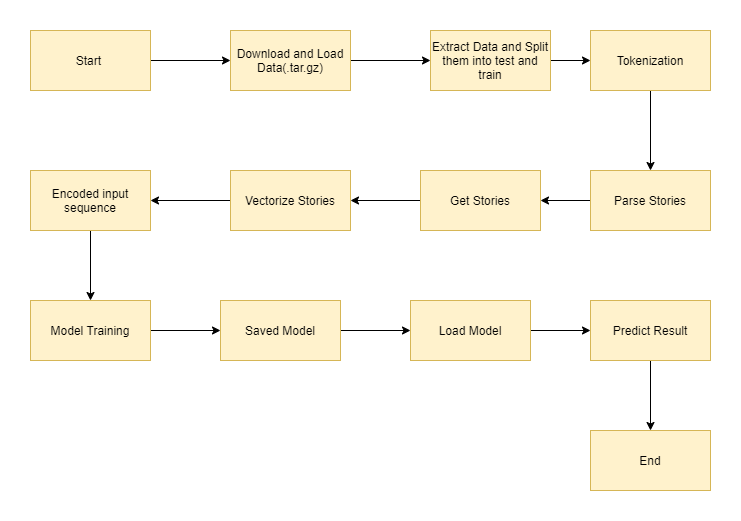 Start
Download and Load
Data(.tar.gz)
Extract Data and Split
them into test and
train
Tokenization
Parse Stories
Get Stories
Vectorize Stories
Encoded input
sequence
Model Training
Saved Model
Load Model
Predict Result
End